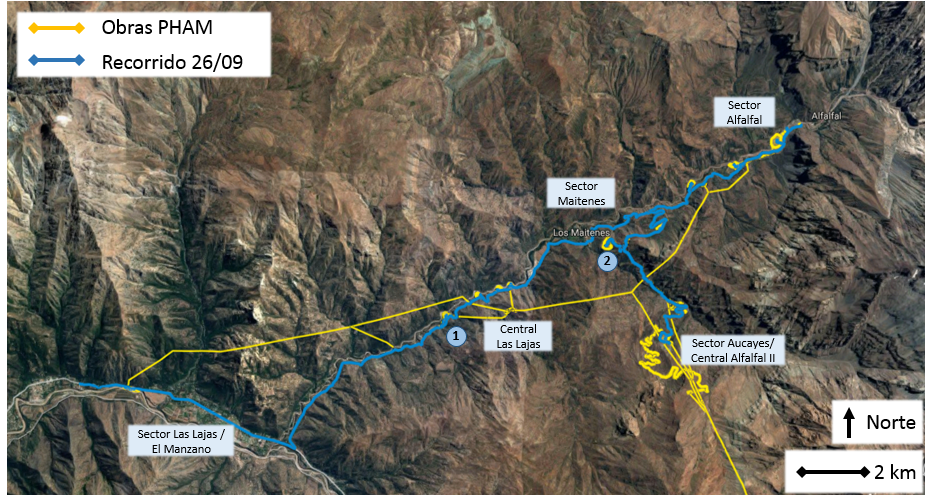 Obras PHAM
Recorrido 26/09
Sector
Alfalfal
Alfalfal
Sector
Maitenes
Los Maitenes
2
1
Central
Las Lajas
Sector Aucayes/
Central Alfalfal II
Sector Las Lajas /
El Manzano
Norte
2 km